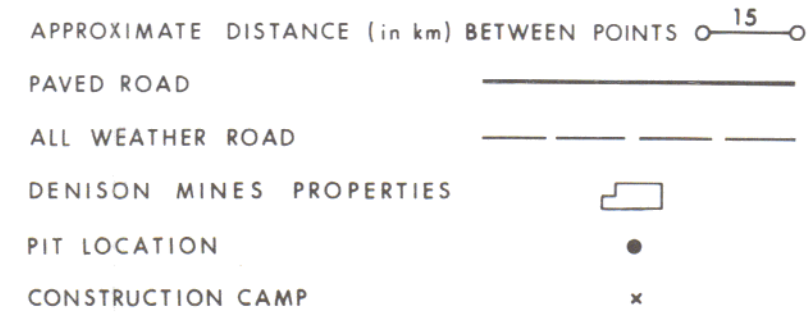 APPROXIMATE DISTANCE (in km) BETWEEN POINTS 15
PAVED ROAD
ALL WEATHER ROAD
DENISON MINES PROPERTIES
PIT LOCATION
CONSTRUCTION CAMP